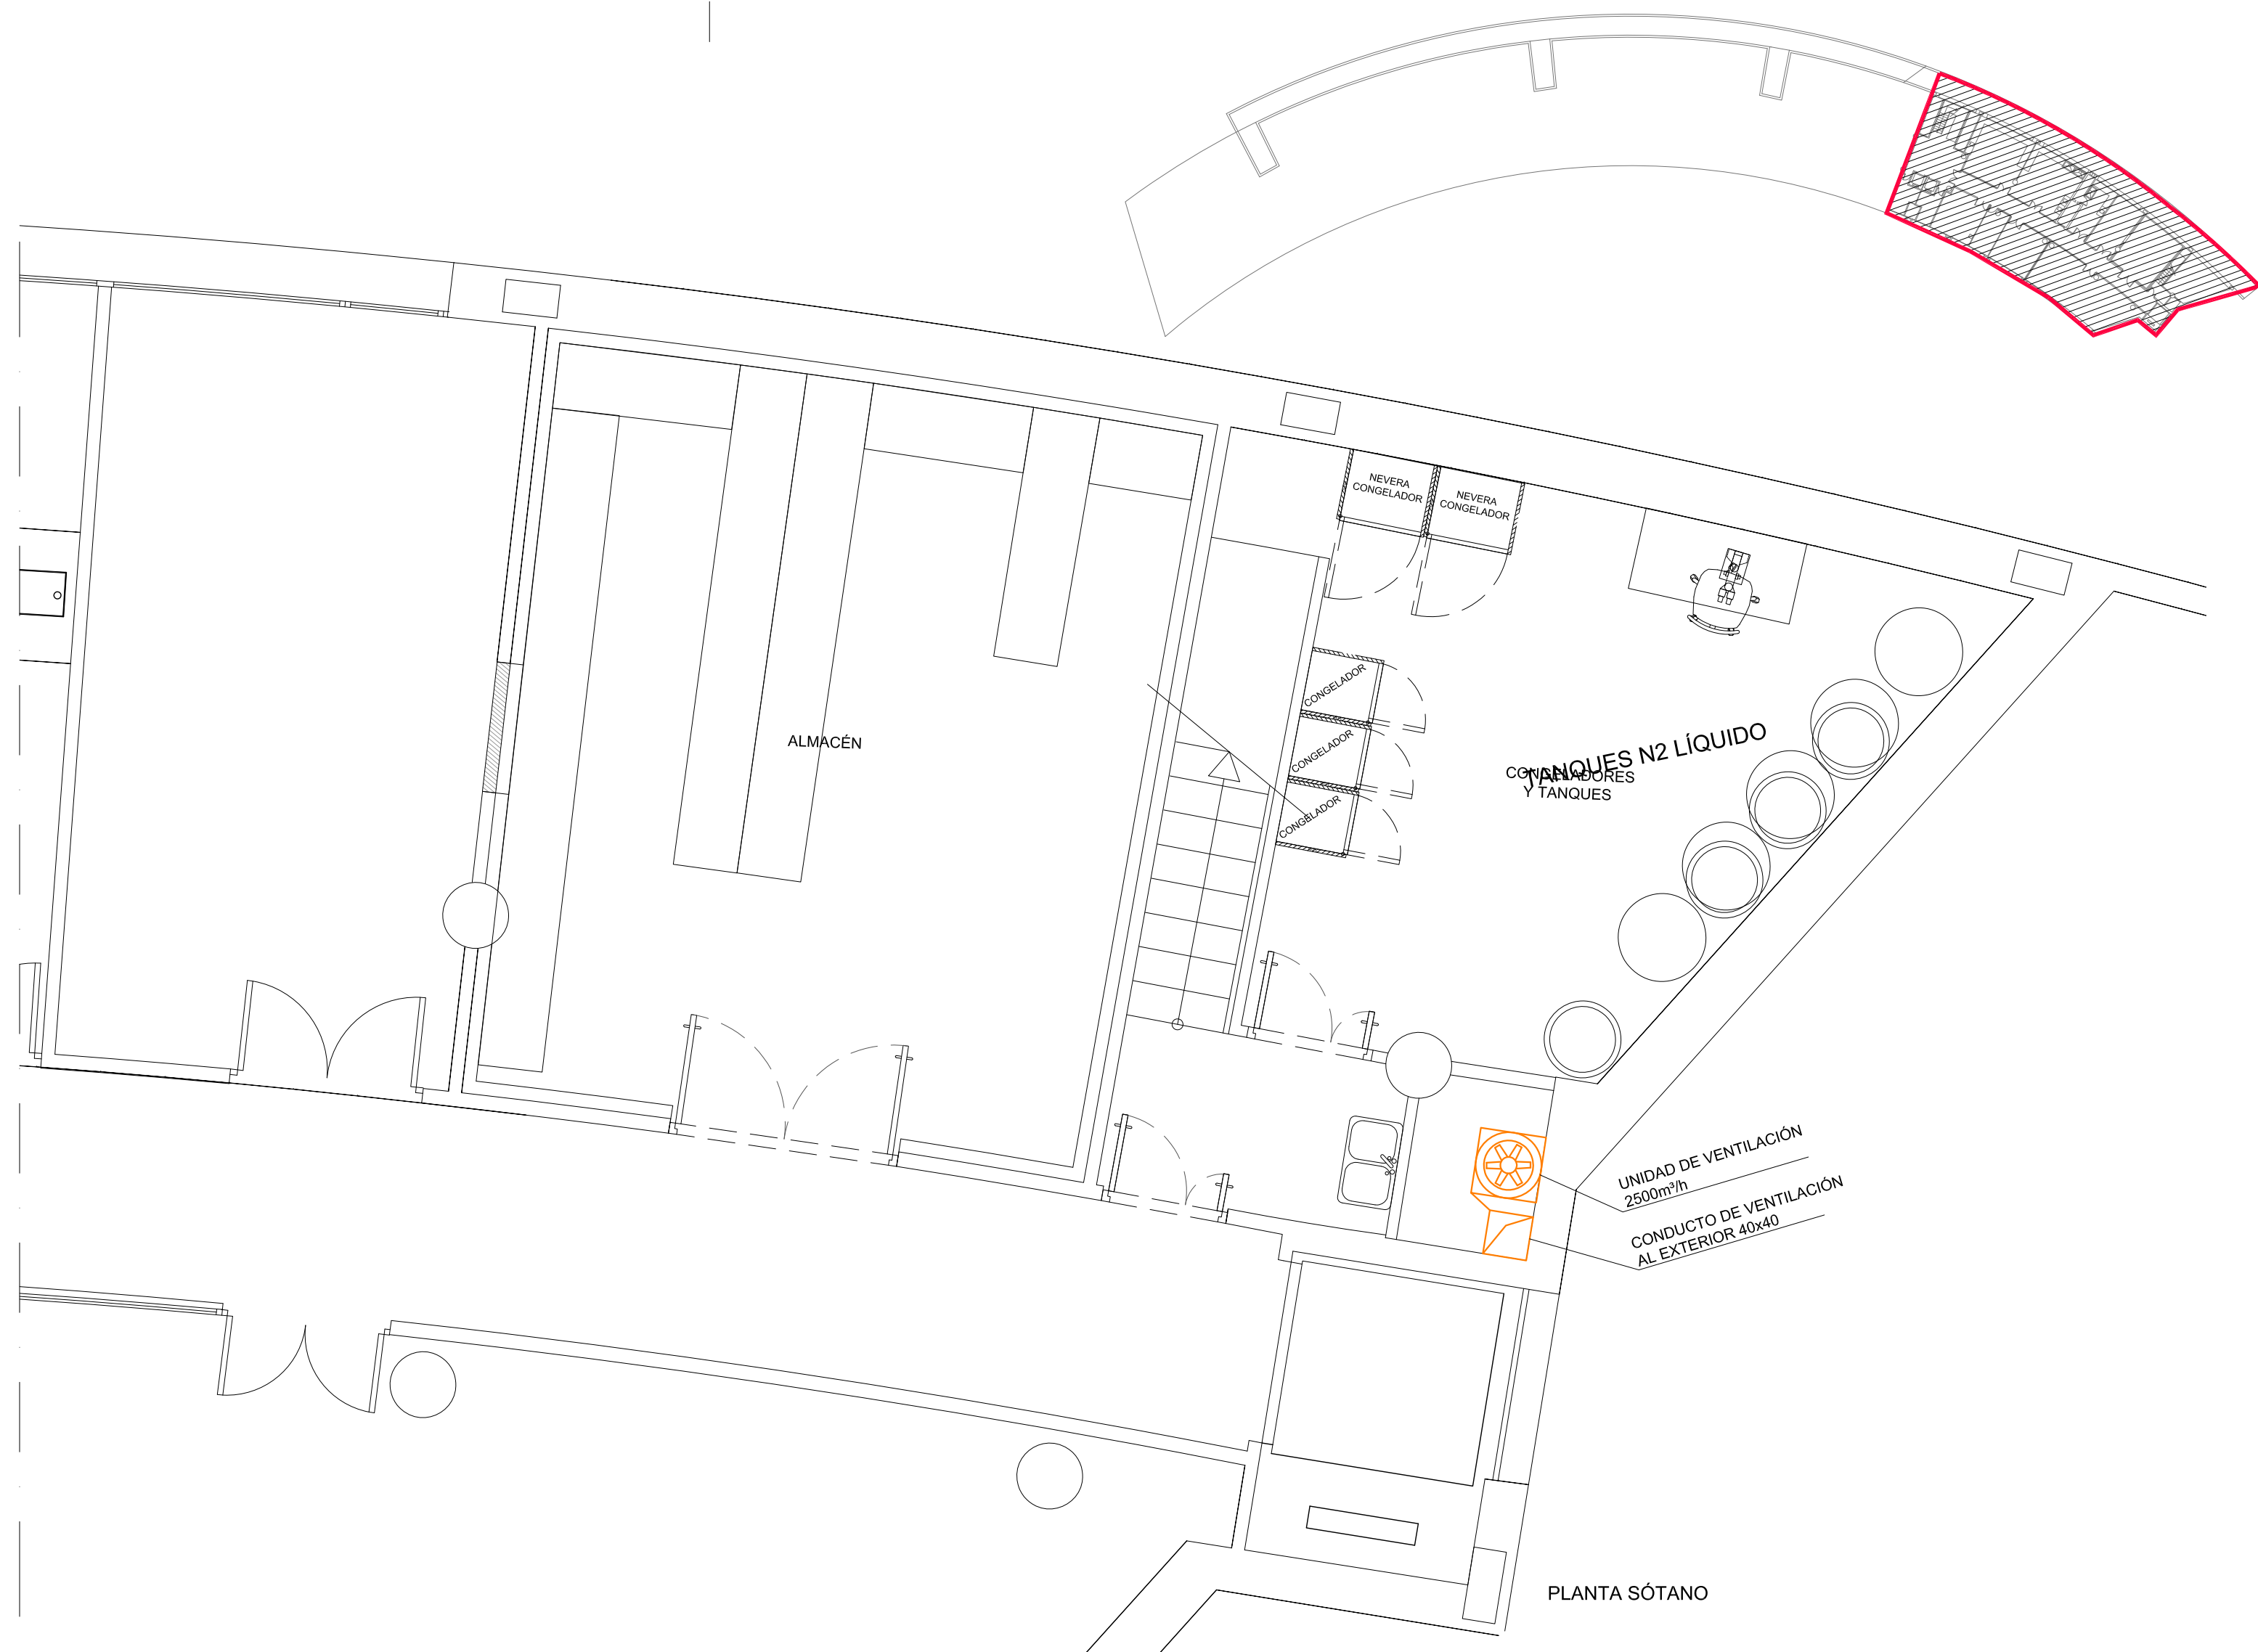 NEVERA
CONGELADOR
NEVERA
CONGELADOR
CONGELADOR
CONGELADOR
CONGELADOR
ALMACÉN
TANQUES N2 LÍQUIDO
CONGELADORES
Y TANQUES
UNIDAD DE VENTILACIÓN
2500m³/h
CONDUCTO DE VENTILACIÓN
AL EXTERIOR 40x40
PLANTA SÓTANO